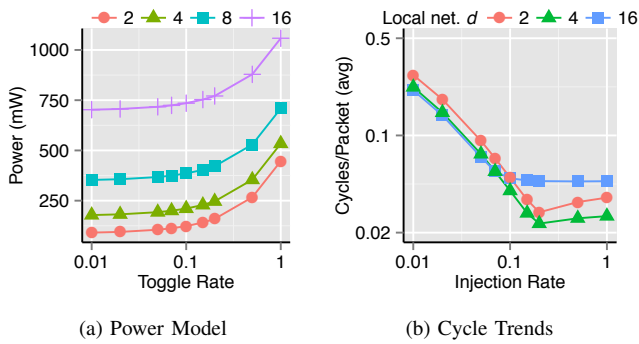 2 4 8 16
Power (mW)
1000
750
500
250
0.01 0.1 1
Toggle Rate
(a) Power Model
Local net. d 2 4 16
Cycles/Packet (avg)
0.5
0.1
0.02
0.01 0.1 1
Injection Rate
(b) Cycle Trends